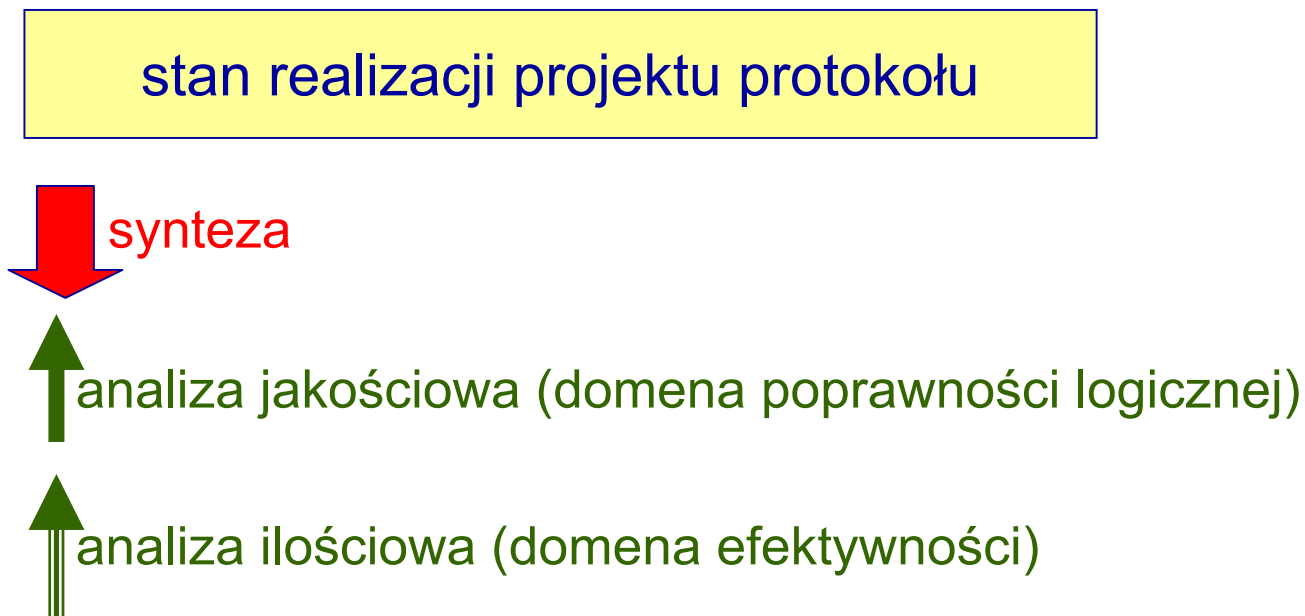 stan realizacji projektu protokołu
synteza
analiza jakościowa (domena poprawności logicznej)
analiza ilościowa (domena efektywności)